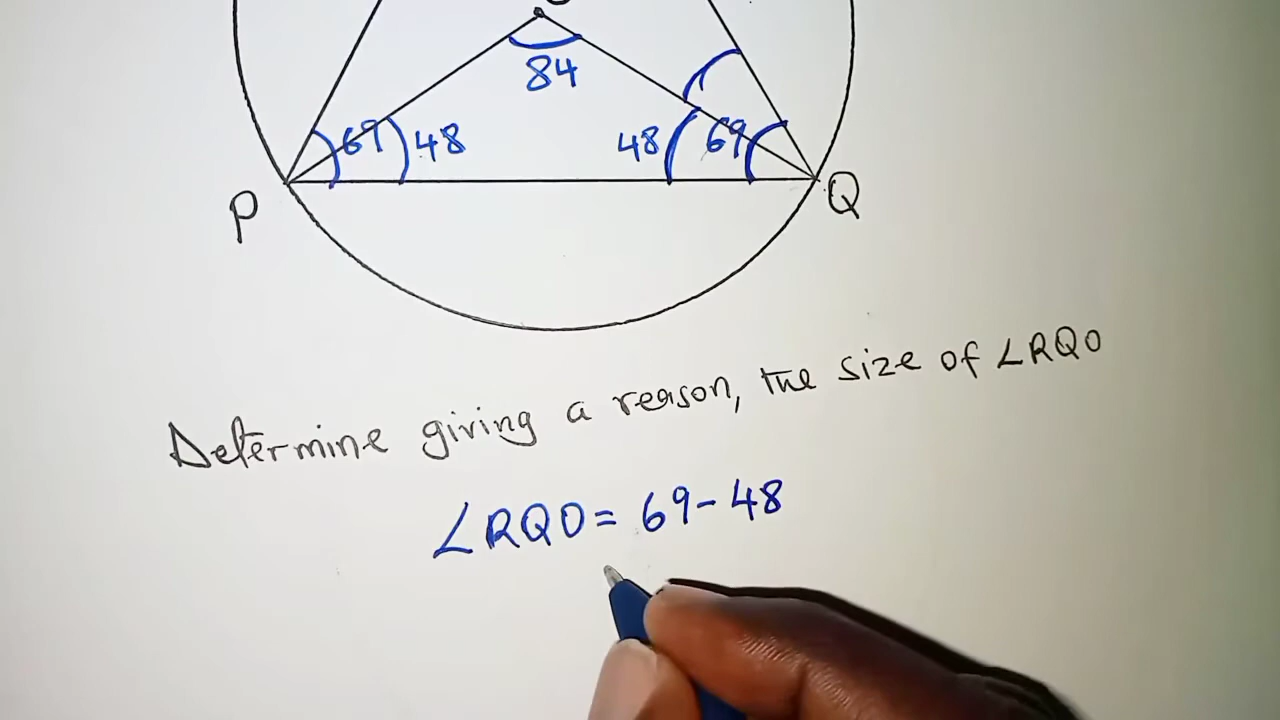 84
69 48 48 69
P Q
Determine giving a reason, the size of ∠RQO
∠RQO = 69-48